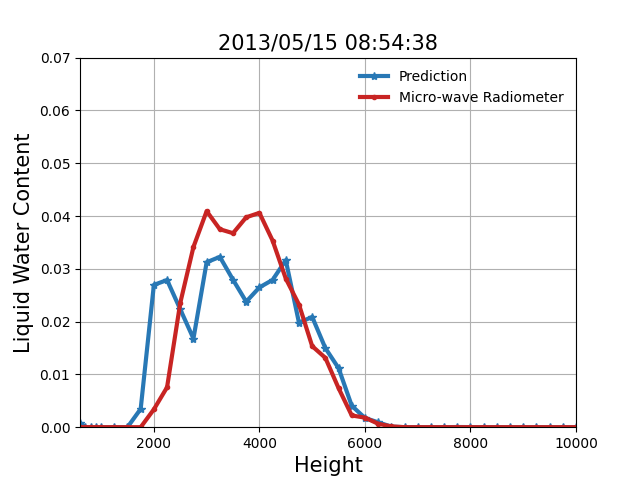 2013/05/15 08:54:38
0.07
0.06
0.05
0.04
0.03
0.02
0.01
0.00
Liquid Water Content
Prediction
Micro-wave Radiometer
2000 4000 6000 8000 10000
Height